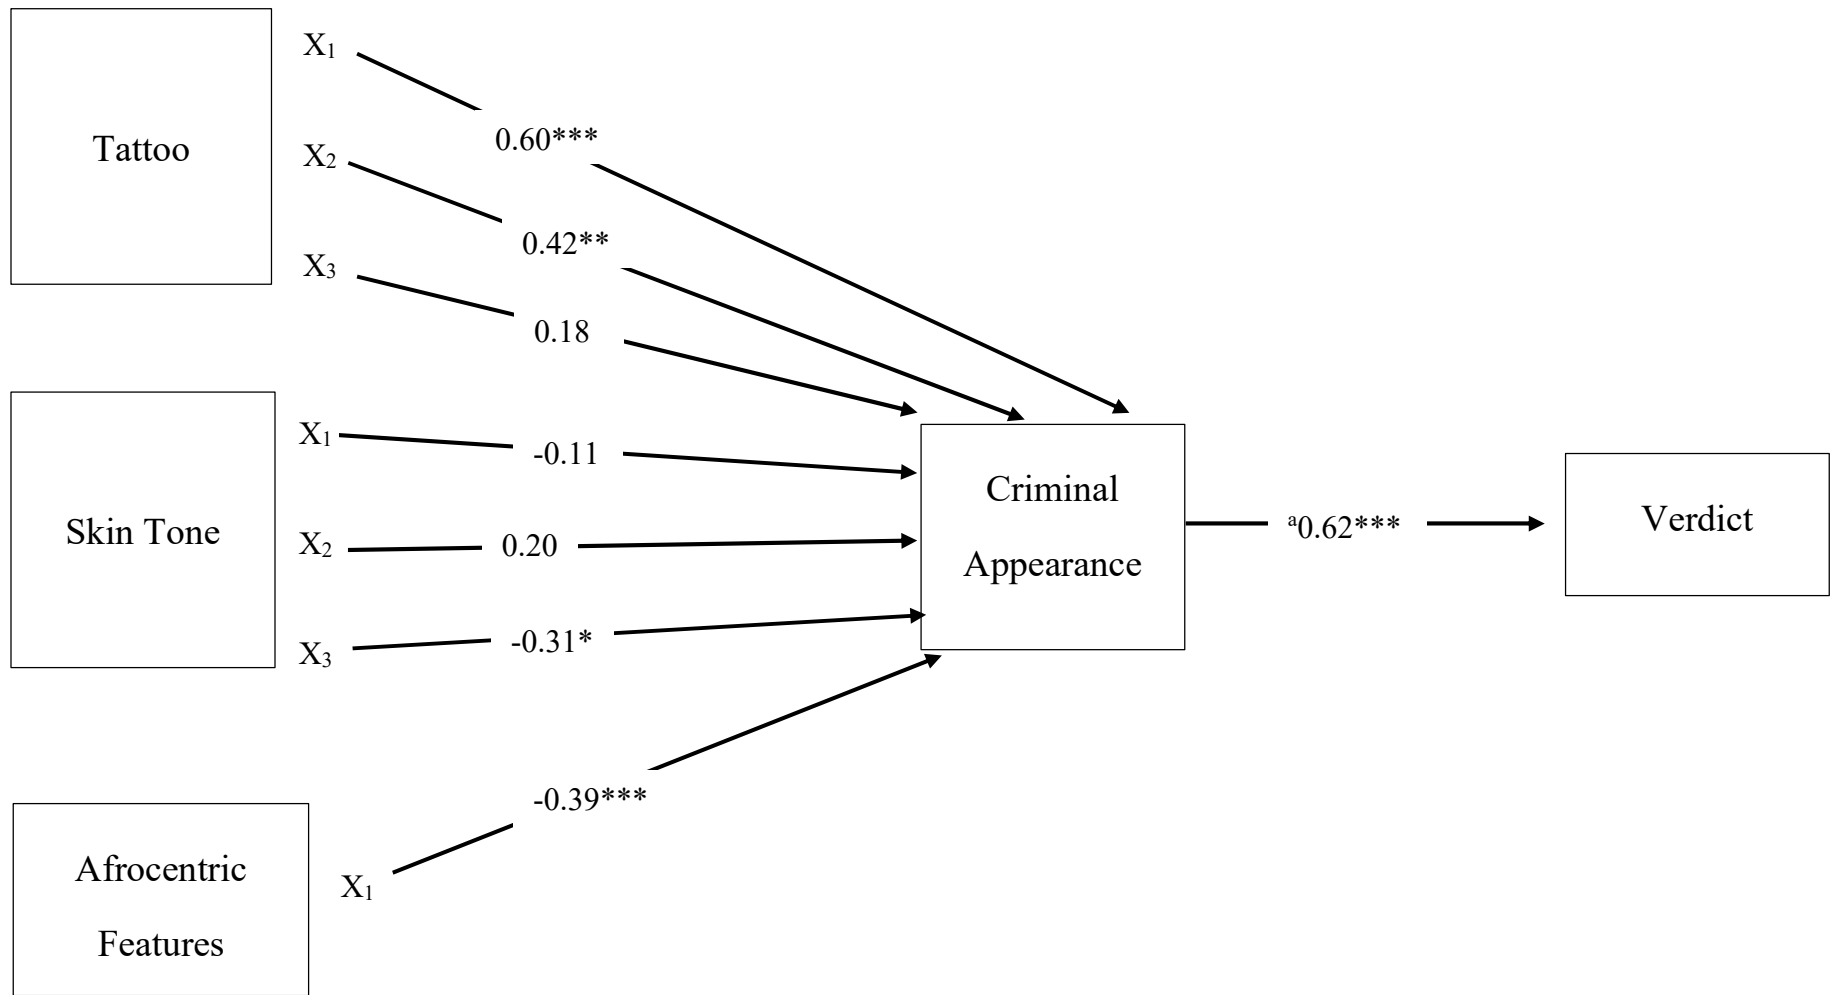 Tattoo
X₁
0.60***
X₂
0.42**
X₃
0.18
Skin Tone
X₁
-0.11
X₂
0.20
X₃
-0.31*
Afrocentric
Features
X₁
-0.39***
Criminal
Appearance
ᵃ0.62***
Verdict